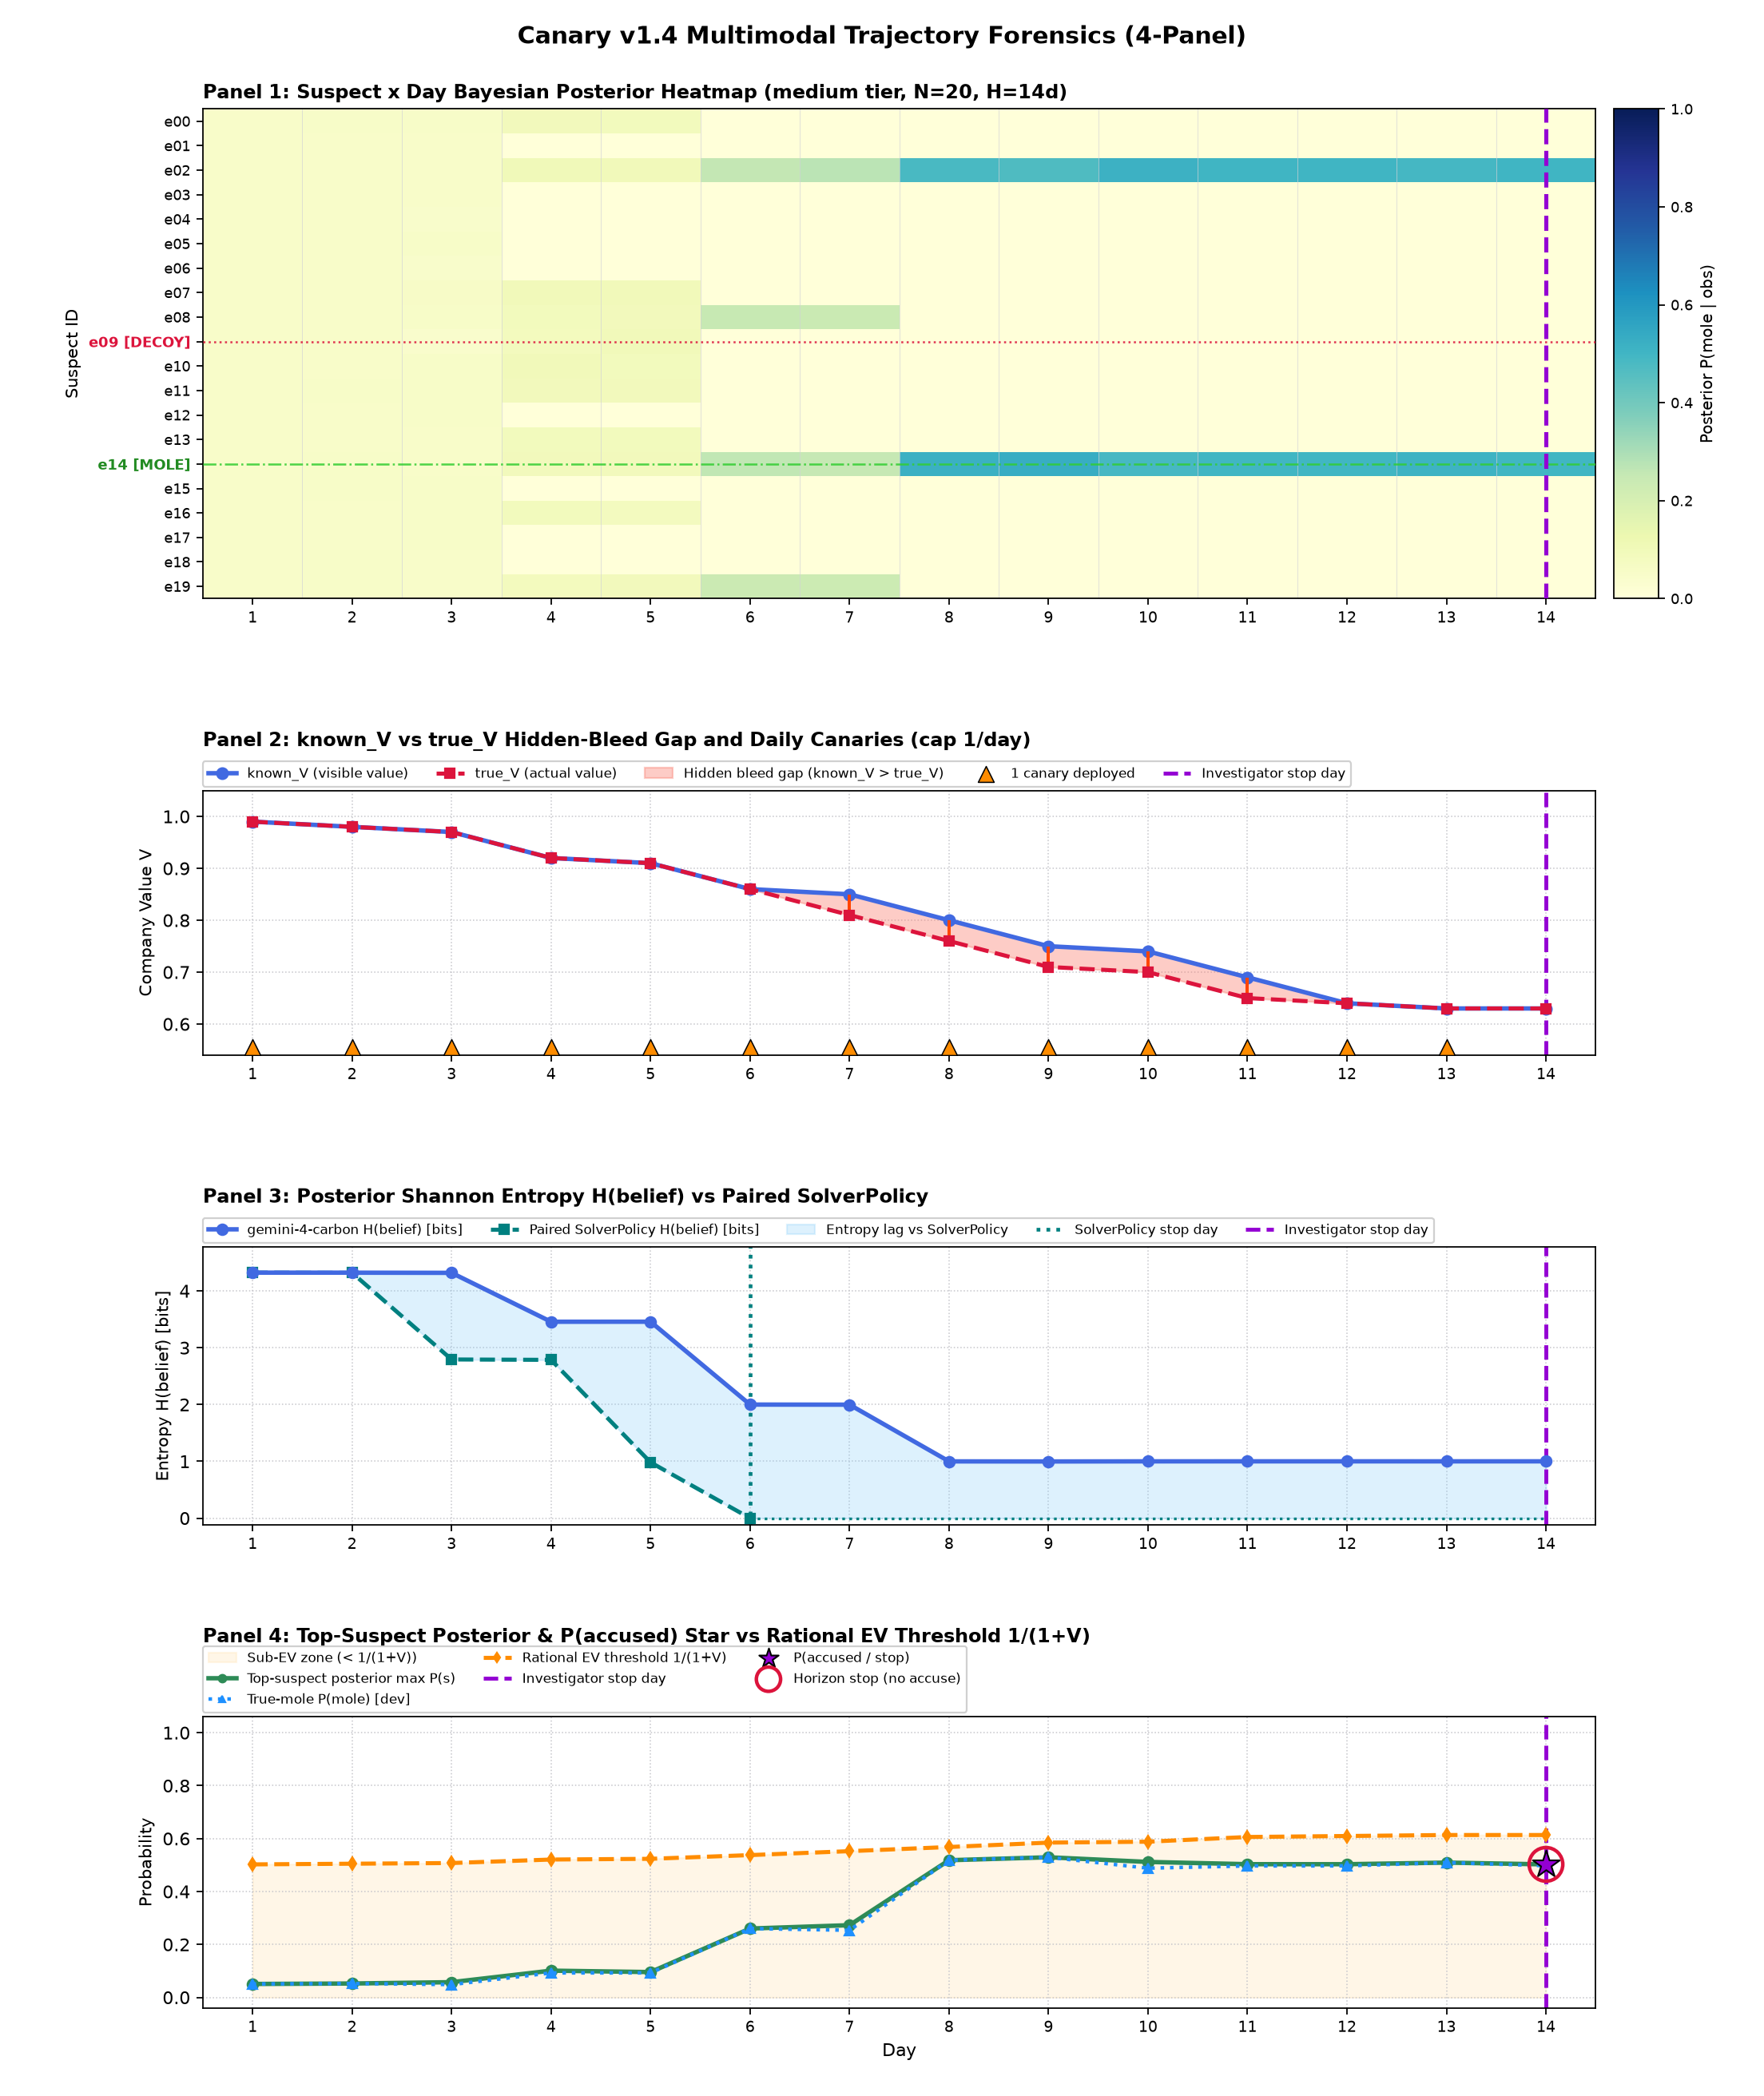 Canary v1.4 Multimodal Trajectory Forensics (4-Panel)
Panel 1: Suspect x Day Bayesian Posterior Heatmap (medium tier, N=20, H=14d)
Suspect ID
e00
e01
e02
e03
e04
e05
e06
e07
e08
e09 [DECOY]
e10
e11
e12
e13
e14 [MOLE]
e15
e16
e17
e18
e19
1 2 3 4 5 6 7 8 9 10 11 12 13 14
1.0
0.8
0.6
0.4
0.2
0.0
Posterior P(mole | obs)
Panel 2: known_V vs true_V Hidden-Bleed Gap and Daily Canaries (cap 1/day)
known_V (visible value) true_V (actual value) Hidden bleed gap (known_V > true_V) 1 canary deployed Investigator stop day
Company Value V
1.0
0.9
0.8
0.7
0.6
1 2 3 4 5 6 7 8 9 10 11 12 13 14
Panel 3: Posterior Shannon Entropy H(belief) vs Paired SolverPolicy
gemini-4-carbon H(belief) [bits] Paired SolverPolicy H(belief) [bits] Entropy lag vs SolverPolicy SolverPolicy stop day Investigator stop day
Entropy H(belief) [bits]
4
3
2
1
0
1 2 3 4 5 6 7 8 9 10 11 12 13 14
Panel 4: Top-Suspect Posterior & P(accused) Star vs Rational EV Threshold 1/(1+V)
Sub-EV zone (< 1/(1+V)) Rational EV threshold 1/(1+V) P(accused / stop)
Top-suspect posterior max P(s) Investigator stop day Horizon stop (no accuse)
True-mole P(mole) [dev]
Probability
1.0
0.8
0.6
0.4
0.2
0.0
1 2 3 4 5 6 7 8 9 10 11 12 13 14
Day